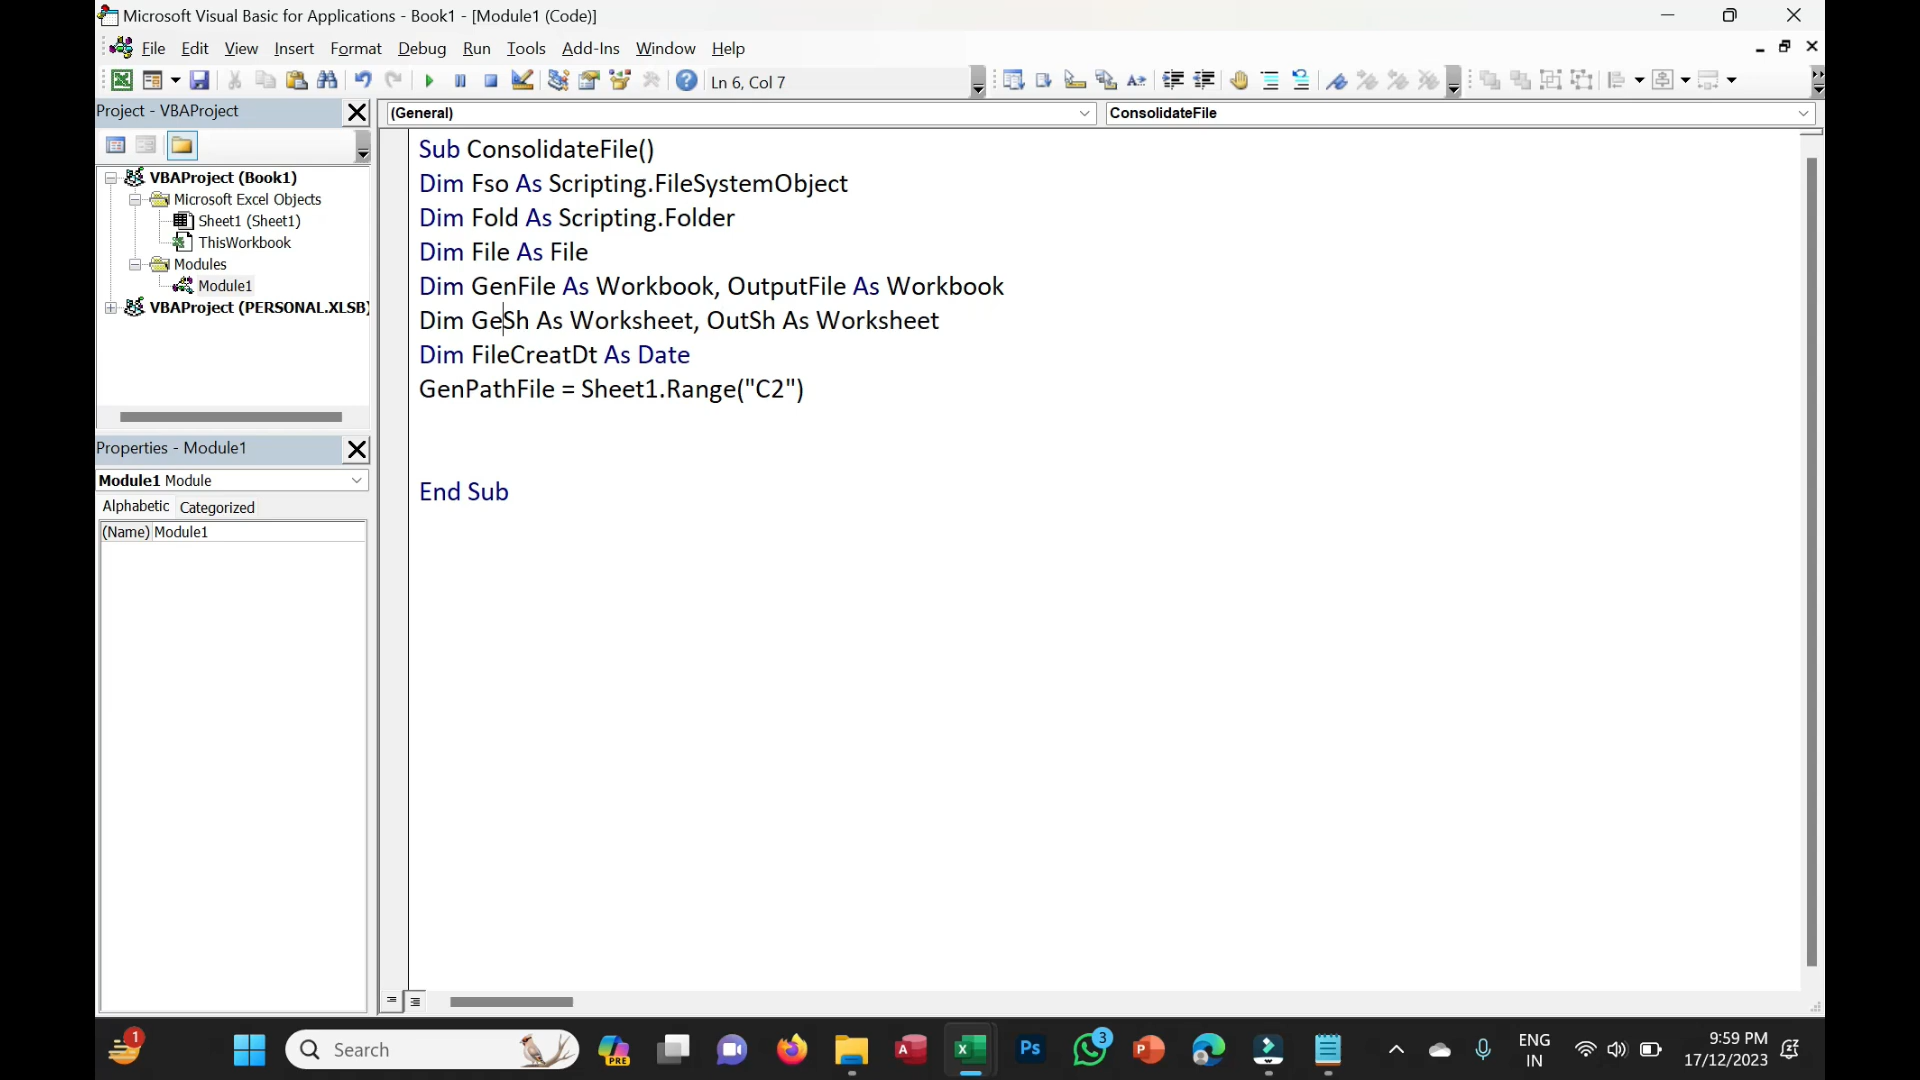 Microsoft Visual Basic for Applications - Book1 - [Module1 (Code)]
File Edit View Insert Format Debug Run Tools Add-Ins Window Help
Ln 6, Col 7
Project - VBAProject
(General)
ConsolidateFile
VBAProject (Book1)
Microsoft Excel Objects
Sheet1 (Sheet1)
ThisWorkbook
Modules
Module1
VBAProject (PERSONAL.XLSB)
Properties - Module1
Module1 Module
Alphabetic Categorized
(Name) Module1
Sub ConsolidateFile()
Dim Fso As Scripting.FileSystemObject
Dim Fold As Scripting.Folder
Dim File As File
Dim GenFile As Workbook, OutputFile As Workbook
Dim GeSh As Worksheet, OutSh As Worksheet
Dim FileCreatDt As Date
GenPathFile = Sheet1.Range("C2")
End Sub
1
Search
PRE
A
X
Ps
3
P
ENG
IN
9:59 PM
17/12/2023